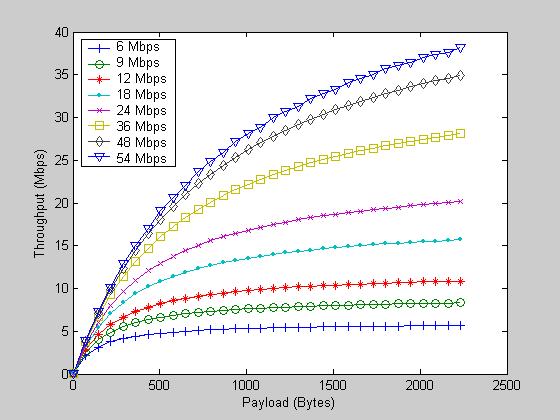 40
35
30
25
20
15
10
5
0
Throughput (Mbps)
6 Mbps
9 Mbps
12 Mbps
18 Mbps
24 Mbps
36 Mbps
48 Mbps
54 Mbps
0
500
1000
1500
2000
2500
Payload (Bytes)